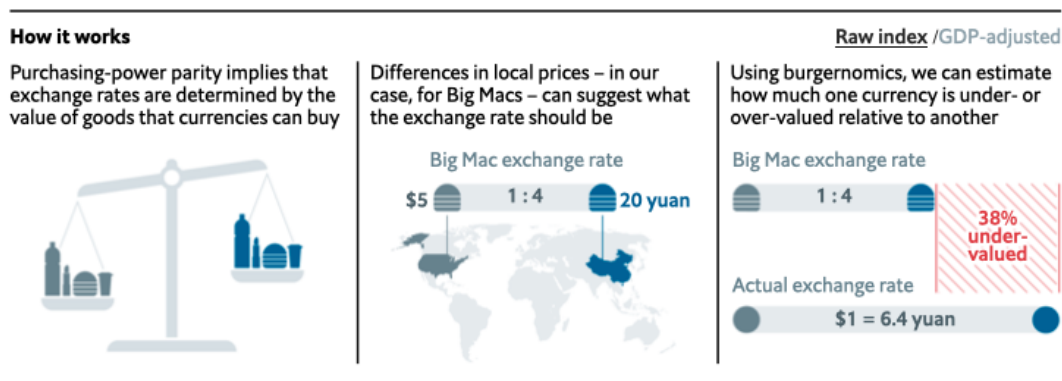 How it works
Raw index /GDP-adjusted
Purchasing-power parity implies that
exchange rates are determined by the
value of goods that currencies can buy
Differences in local prices – in our
case, for Big Macs – can suggest what
the exchange rate should be
Big Mac exchange rate
$5
1 : 4
20 yuan
Using burgernomics, we can estimate
how much one currency is under- or
over-valued relative to another
Big Mac exchange rate
1 : 4
38%
under-
valued
Actual exchange rate
$1 = 6.4 yuan